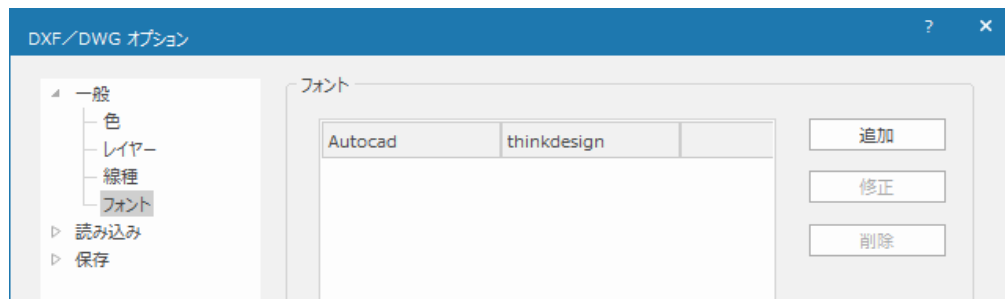 DXF／DWG オプション
?
×
一般
色
レイヤー
線種
フォント
読み込み
保存
フォント
Autocad thinkdesign
追加
修正
削除